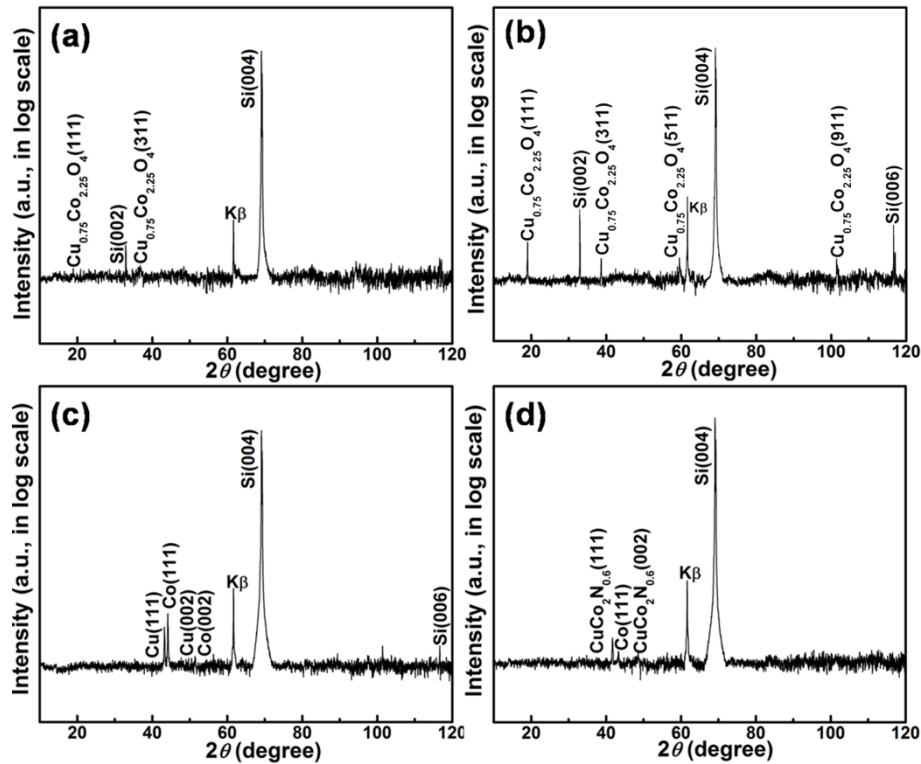 (a)
Intensity (a.u., in log scale)
Cu0.75Co2.25O4(111)
Si(002)
Cu0.75Co2.25O4(311)
Kβ
Si(004)
20 40 60 80 100 120
2θ (degree)
(b)
Intensity (a.u., in log scale)
Cu0.75Co2.25O4(111)
Si(002)
Cu0.75Co2.25O4(311)
Cu0.75Co2.25O4(511)
Kβ
Si(004)
Cu0.75Co2.25O4(911)
Si(006)
20 40 60 80 100 120
2θ (degree)
(c)
Intensity (a.u., in log scale)
Cu(111)
Co(111)
Cu(002)
Co(002)
Kβ
Si(004)
Si(006)
20 40 60 80 100 120
2θ (degree)
(d)
Intensity (a.u., in log scale)
CuCo2N0.6(111)
Co(111)
CuCo2N0.6(002)
Kβ
Si(004)
20 40 60 80 100 120
2θ (degree)